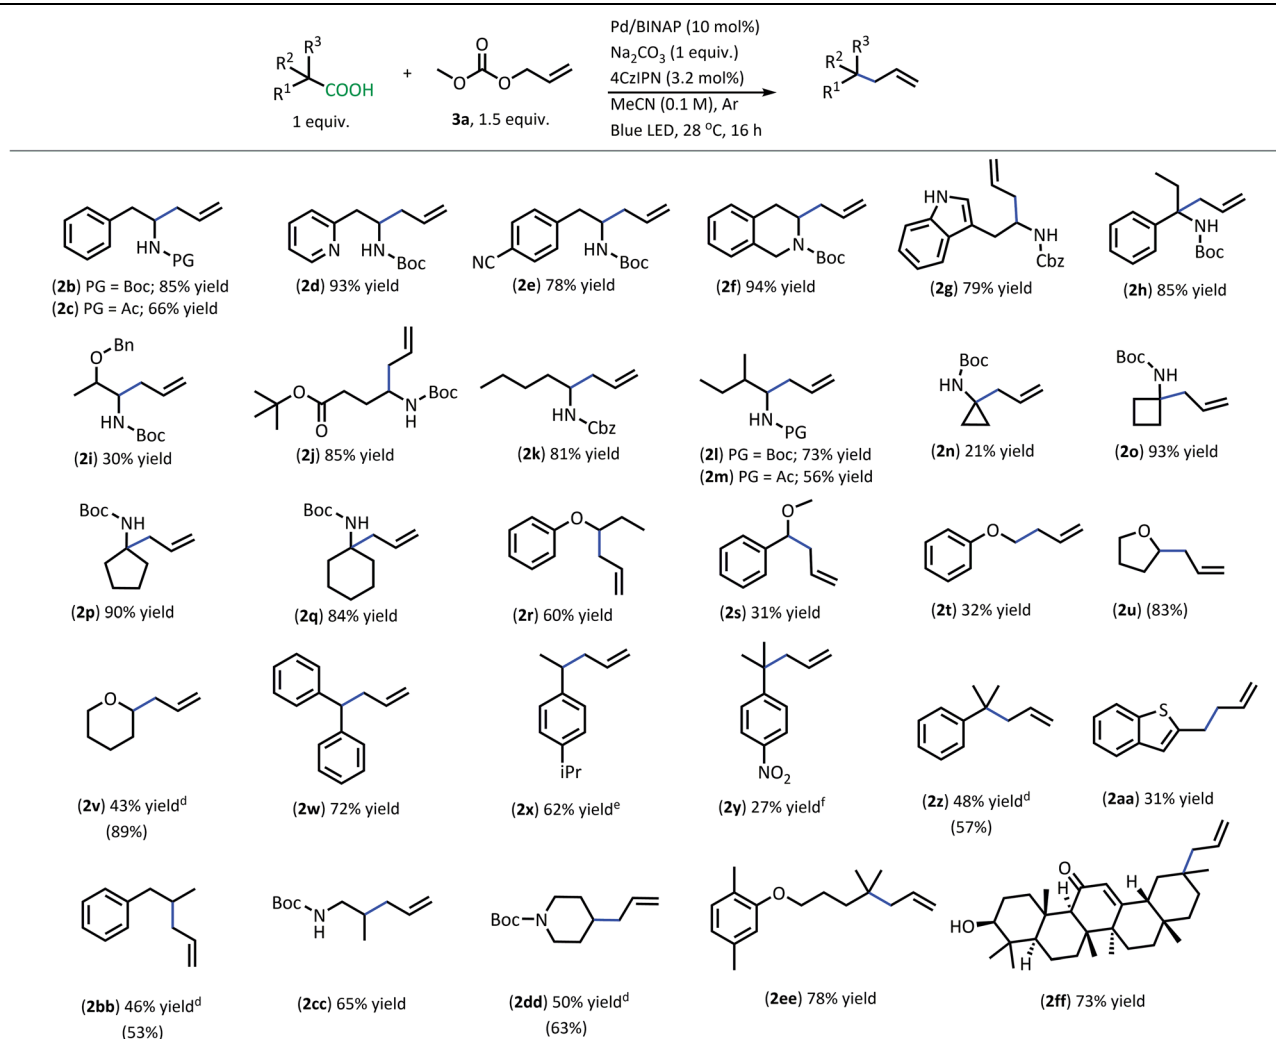 R³
R²
R¹
COOH
1 equiv.
+
O
O
O
3a, 1.5 equiv.
Pd/BINAP (10 mol%)
Na₂CO₃ (1 equiv.)
4CzIPN (3.2 mol%)
MeCN (0.1 M), Ar
Blue LED, 28 °C, 16 h
R³
R²
R¹
HN
PG
(2b) PG = Boc; 85% yield
(2c) PG = Ac; 66% yield
N
HN
Boc
(2d) 93% yield
NC
HN
Boc
(2e) 78% yield
N
Boc
(2f) 94% yield
HN
NH
Cbz
(2g) 79% yield
NH
Boc
(2h) 85% yield
Bn
O
HN
Boc
(2i) 30% yield
O
O
N
H
Boc
(2j) 85% yield
HN
Cbz
(2k) 81% yield
HN
PG
(2l) PG = Boc; 73% yield
(2m) PG = Ac; 56% yield
Boc
HN
(2n) 21% yield
Boc
NH
(2o) 93% yield
Boc
NH
(2p) 90% yield
Boc
NH
(2q) 84% yield
O
(2r) 60% yield
O
(2s) 31% yield
O
(2t) 32% yield
O
(2u) (83%)
O
(2v) 43% yieldᵈ
(89%)
(2w) 72% yield
iPr
(2x) 62% yieldᵉ
NO₂
(2y) 27% yieldᶠ
(2z) 48% yieldᵈ
(57%)
S
(2aa) 31% yield
(2bb) 46% yieldᵈ
(53%)
Boc
N
H
(2cc) 65% yield
Boc
N
(2dd) 50% yieldᵈ
(63%)
O
(2ee) 78% yield
O
H
H
HO
H
(2ff) 73% yield